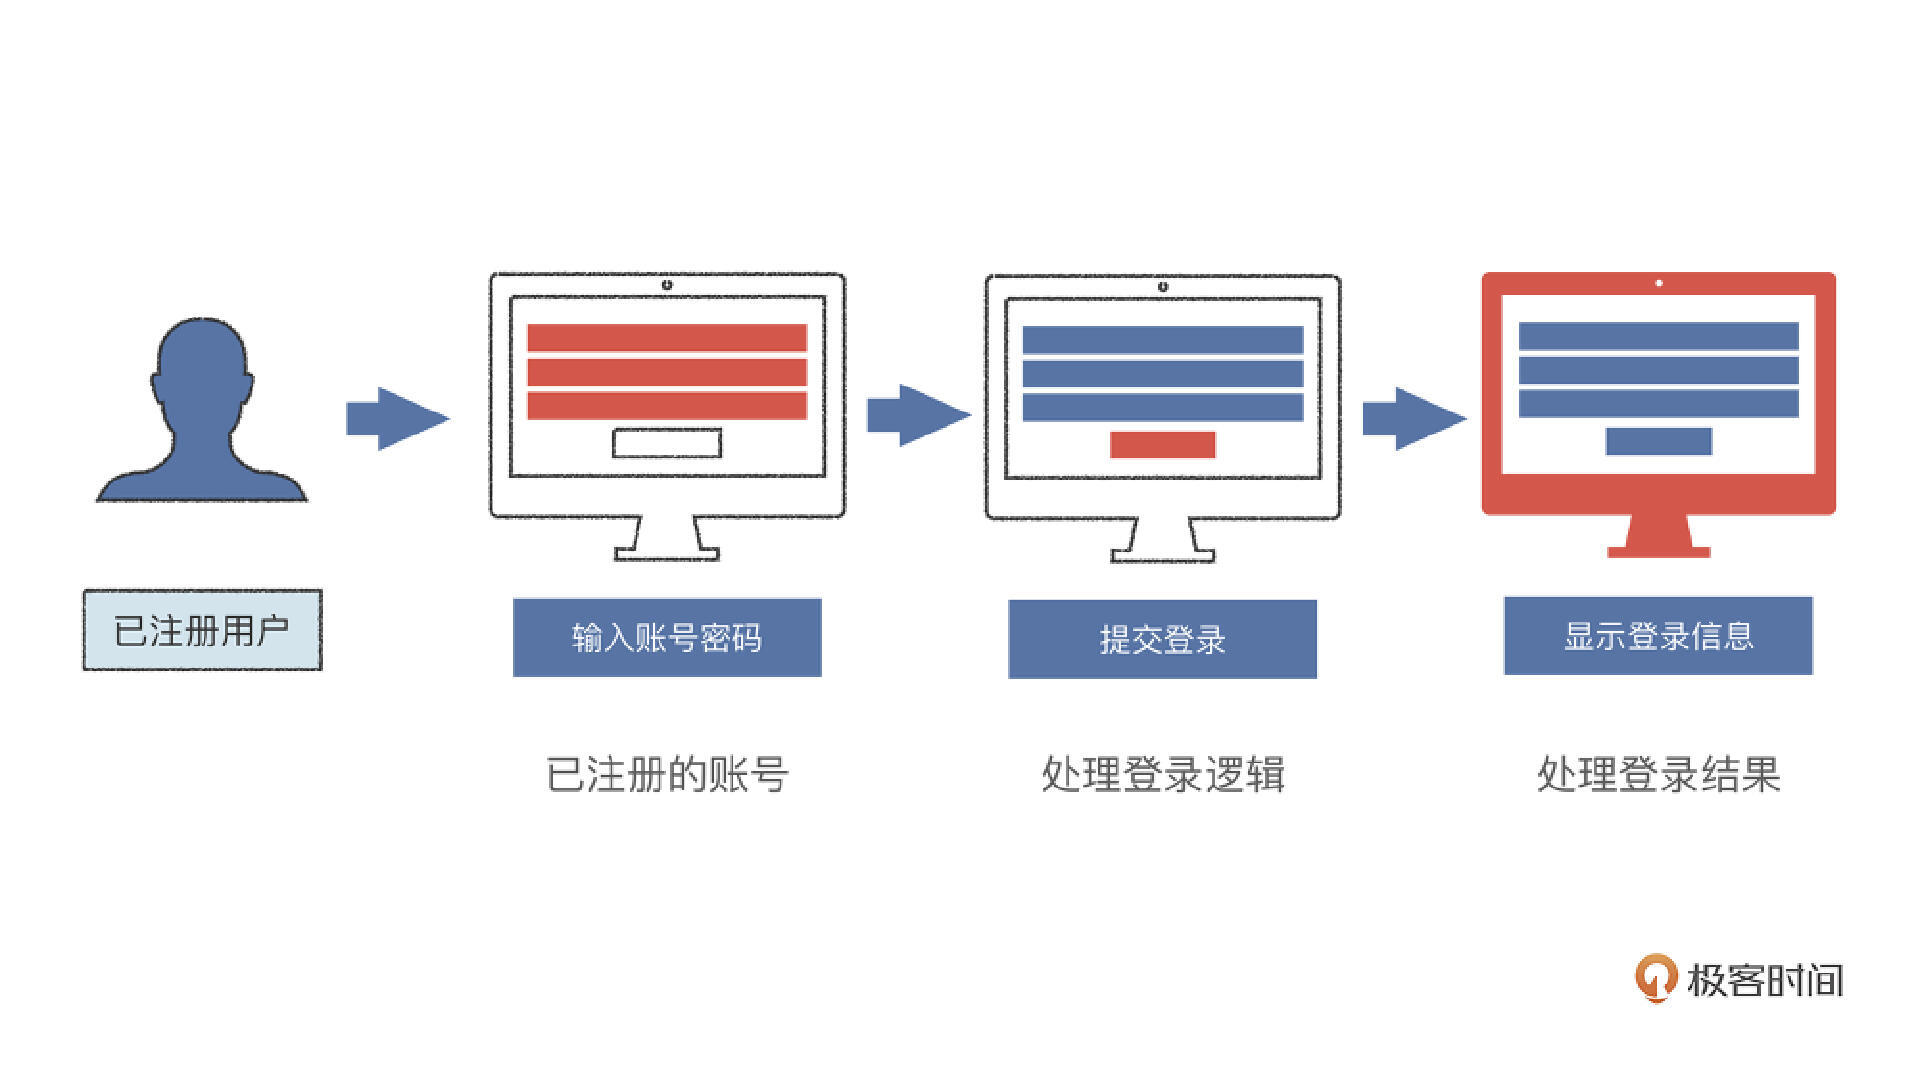 已注册用户
输入账号密码
提交登录
显示登录信息
已注册的账号
处理登录逻辑
处理登录结果
极客时间